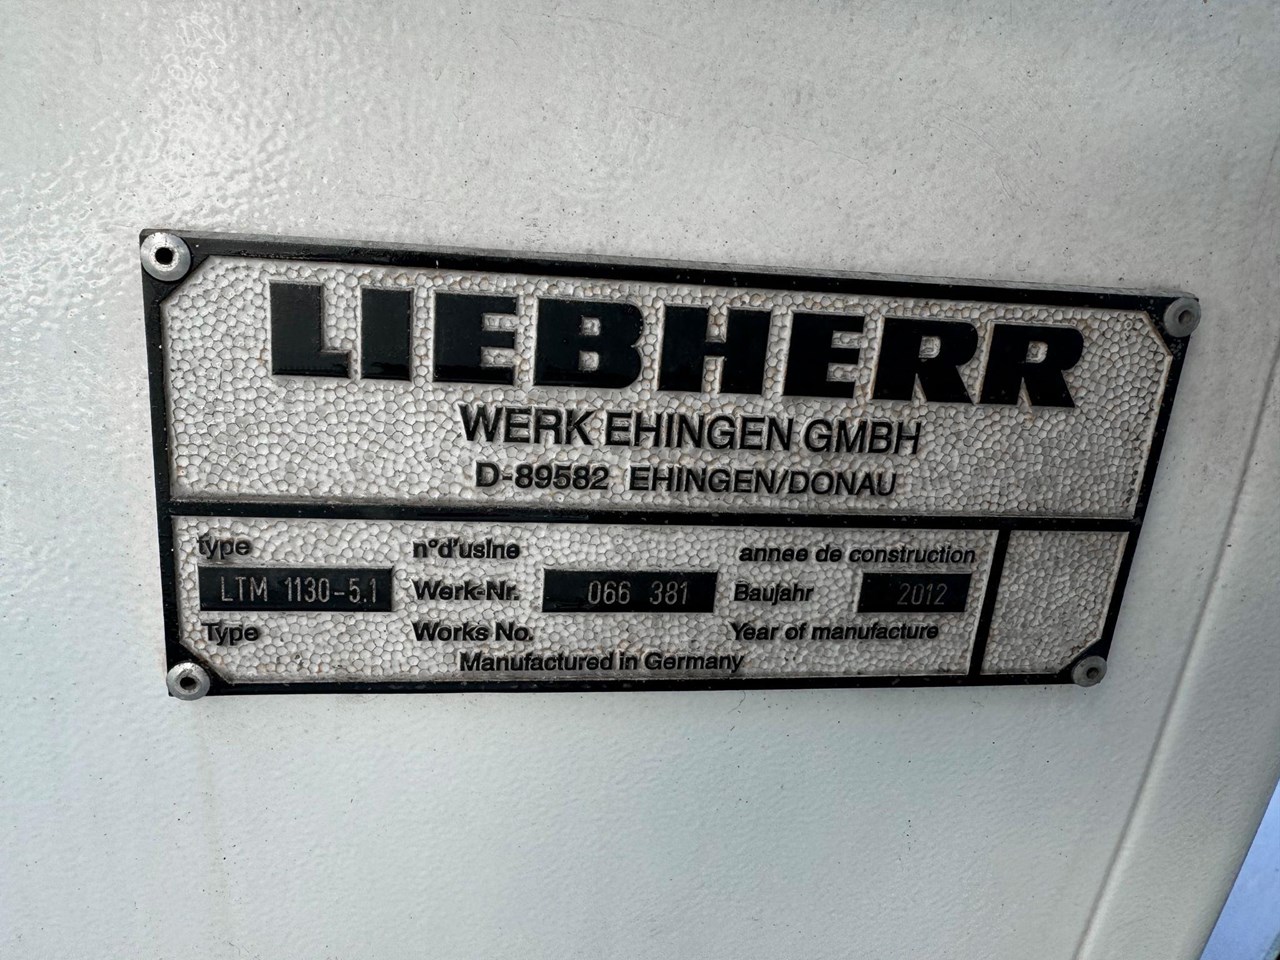 LIEBHERR
WERK EHINGEN GMBH
D-89582 EHINGEN/DONAU
type n°d'usine annee de construction
LTM 1130-5.1 Werk-Nr. 066 381 Baujahr 2012
Type Works No. Year of manufacture
Manufactured in Germany